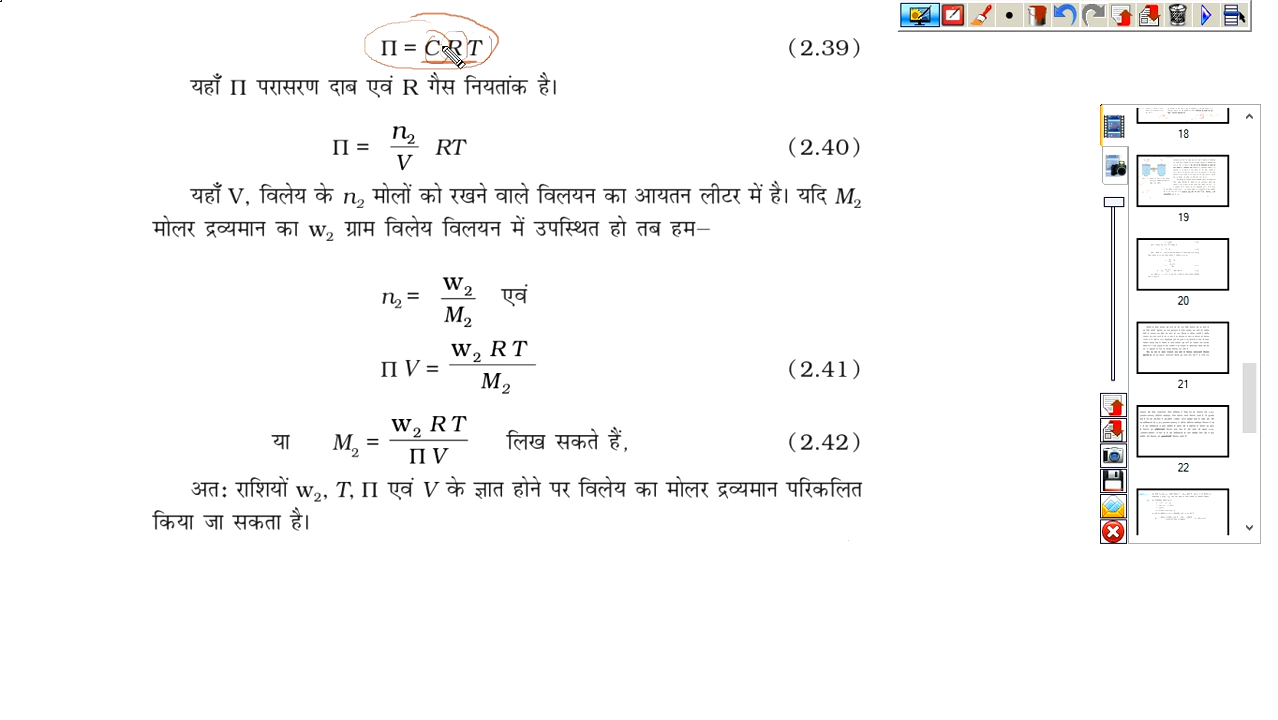 Π = C R T (2.39)
यहाँ Π परासरण दाब एवं R गैस नियतांक है।
Π = n2/V RT (2.40)
यहाँ V, विलेय के n2 मोलों को रखने वाले विलयन का आयतन लीटर में है। यदि M2
मोलर द्रव्यमान का w2 ग्राम विलेय विलयन में उपस्थित हो तब हम–
n2 = w2/M2 एवं
Π V = w2 R T/M2 (2.41)
या M2 = w2 R T/Π V लिख सकते हैं, (2.42)
अतः राशियों w2, T, Π एवं V के ज्ञात होने पर विलेय का मोलर द्रव्यमान परिकलित
किया जा सकता है।
18
19
20
21
22